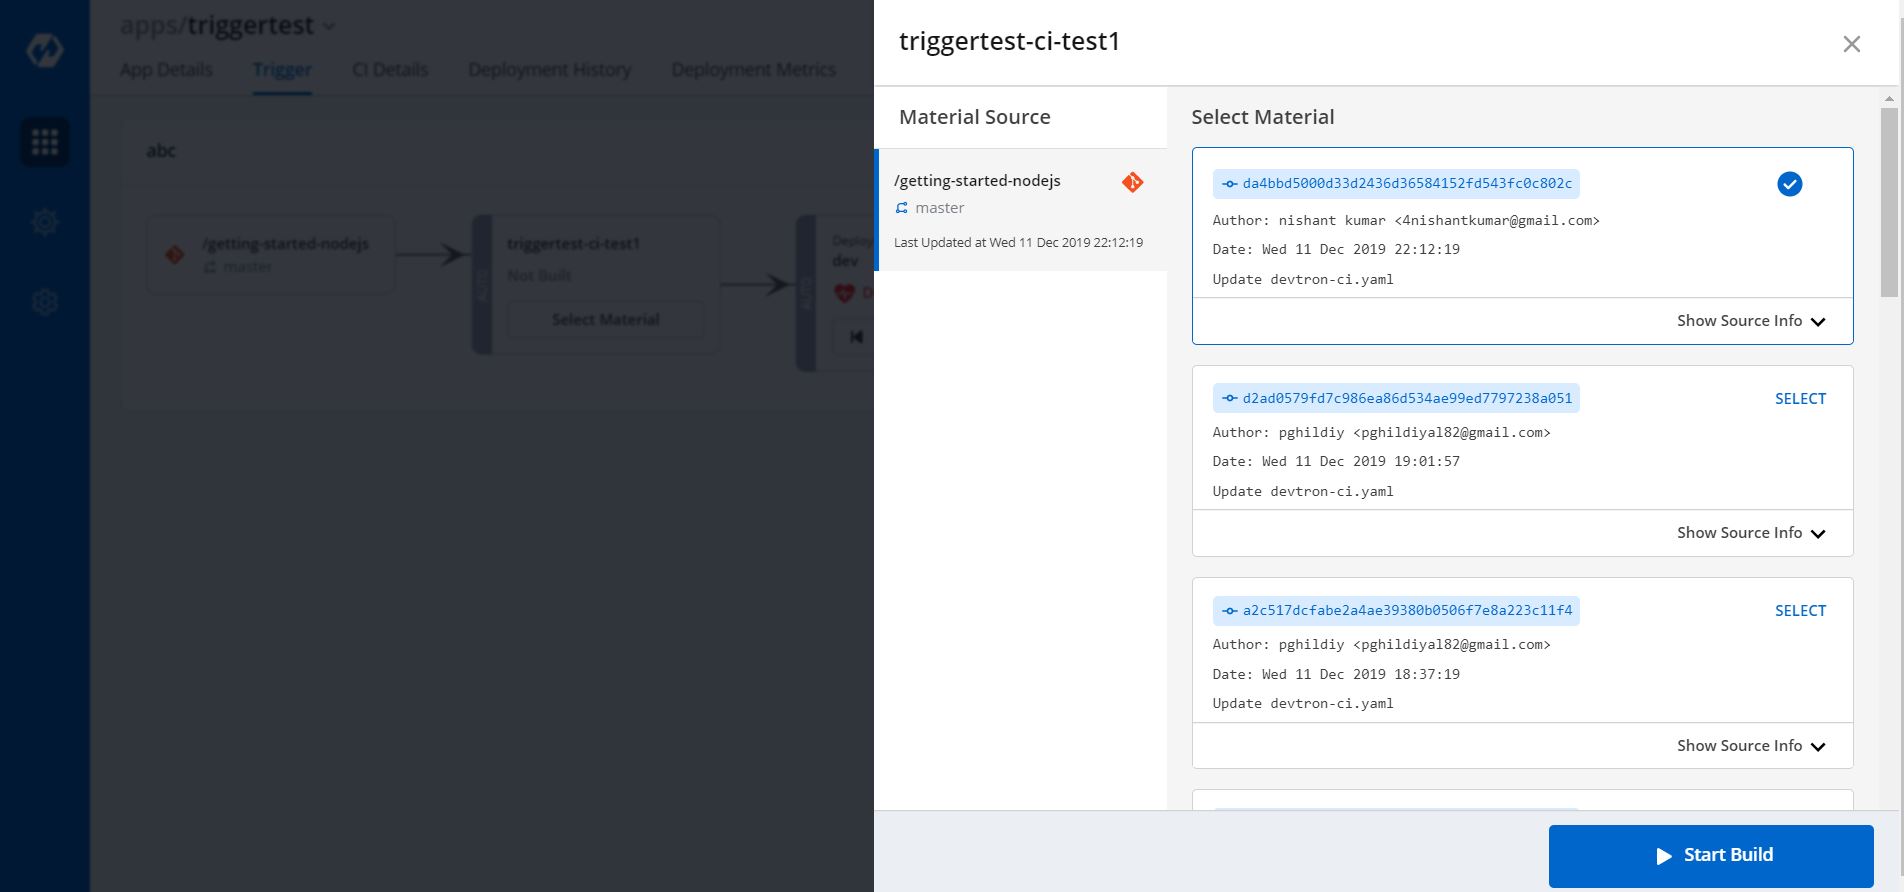 apps/triggertest
App Details Trigger CI Details Deployment History Deployment Metrics
abc
/getting-started-nodejs
master
AUTO
triggertest-ci-test1
Not Built
Select Material
AUTO
Deploy
dev
triggertest-ci-test1
Material Source
/getting-started-nodejs
master
Last Updated at Wed 11 Dec 2019 22:12:19
Select Material
da4bbd5000d33d2436d36584152fd543fc0c802c
Author: nishant kumar <4nishantkumar@gmail.com>
Date: Wed 11 Dec 2019 22:12:19
Update devtron-ci.yaml
Show Source Info
d2ad0579fd7c986ea86d534ae99ed7797238a051
SELECT
Author: pghildiy <pghildiyal82@gmail.com>
Date: Wed 11 Dec 2019 19:01:57
Update devtron-ci.yaml
Show Source Info
a2c517dcfabe2a4ae39380b0506f7e8a223c11f4
SELECT
Author: pghildiy <pghildiyal82@gmail.com>
Date: Wed 11 Dec 2019 18:37:19
Update devtron-ci.yaml
Show Source Info
Start Build